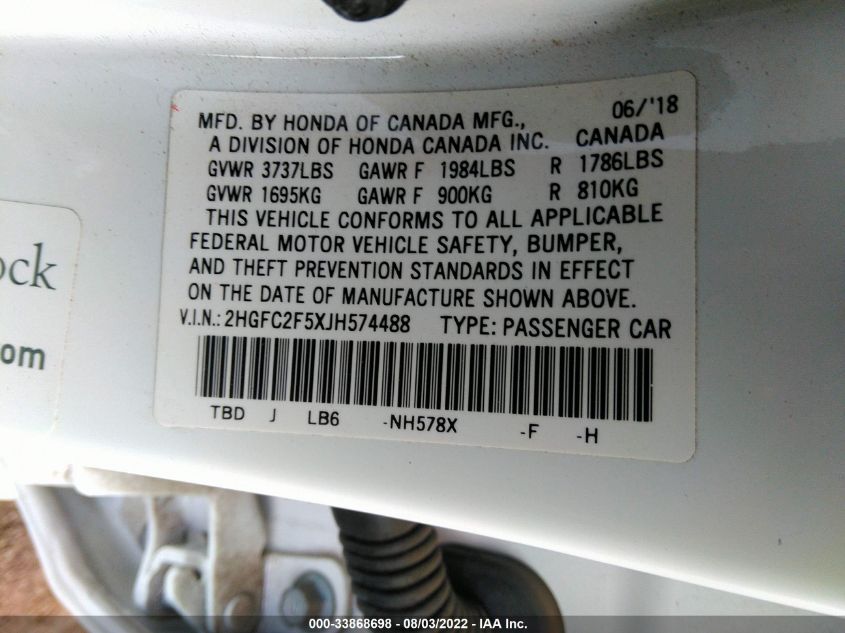 MFD. BY HONDA OF CANADA MFG., 06/'18
A DIVISION OF HONDA CANADA INC. CANADA
GVWR 3737LBS GAWR F 1984LBS R 1786LBS
GVWR 1695KG GAWR F 900KG R 810KG
THIS VEHICLE CONFORMS TO ALL APPLICABLE
FEDERAL MOTOR VEHICLE SAFETY, BUMPER,
AND THEFT PREVENTION STANDARDS IN EFFECT
ON THE DATE OF MANUFACTURE SHOWN ABOVE.
V.I.N.: 2HGFC2F5XJH574488 TYPE: PASSENGER CAR
TBD J LB6 -NH578X -F -H
ock
.com
000-33868698 - 08/03/2022 - IAA Inc.